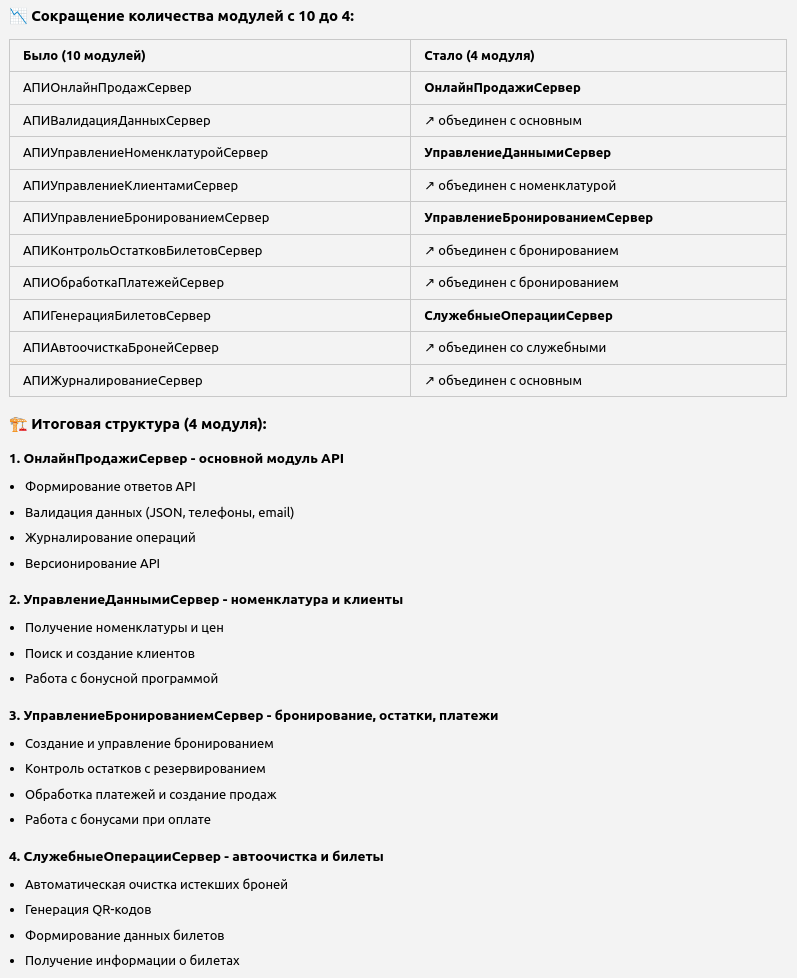 📉 Сокращение количества модулей с 10 до 4:
Было (10 модулей) Стало (4 модуля)
АПИОнлайнПродажСервер ОнлайнПродажиСервер
АПИВалидацияДанныхСервер ↗ объединен с основным
АПИУправлениеНоменклатуройСервер УправлениеДаннымиСервер
АПИУправлениеКлиентамиСервер ↗ объединен с номенклатурой
АПИУправлениеБронированиемСервер УправлениеБронированиемСервер
АПИКонтрольОстатковБилетовСервер ↗ объединен с бронированием
АПИОбработкаПлатежейСервер ↗ объединен с бронированием
АПИГенерацияБилетовСервер СлужебныеОперацииСервер
АПИАвтоочисткаБронейСервер ↗ объединен со служебными
АПИЖурналированиеСервер ↗ объединен с основным
🏗️ Итоговая структура (4 модуля):
1. ОнлайнПродажиСервер - основной модуль API
• Формирование ответов API
• Валидация данных (JSON, телефоны, email)
• Журналирование операций
• Версионирование API
2. УправлениеДаннымиСервер - номенклатура и клиенты
• Получение номенклатуры и цен
• Поиск и создание клиентов
• Работа с бонусной программой
3. УправлениеБронированиемСервер - бронирование, остатки, платежи
• Создание и управление бронированием
• Контроль остатков с резервированием
• Обработка платежей и создание продаж
• Работа с бонусами при оплате
4. СлужебныеОперацииСервер - автоочистка и билеты
• Автоматическая очистка истекших броней
• Генерация QR-кодов
• Формирование данных билетов
• Получение информации о билетах